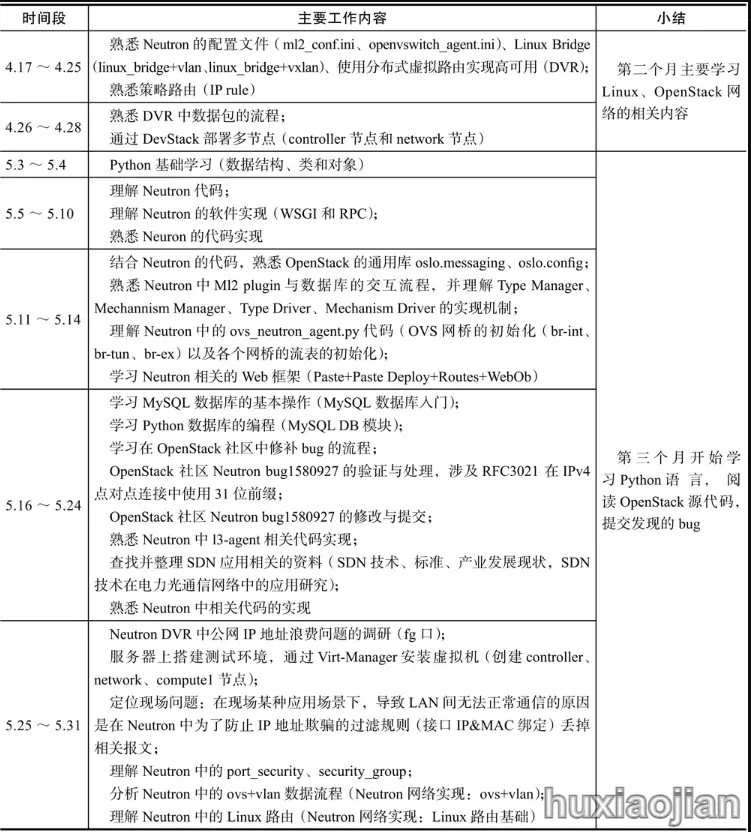 时间段 主要工作内容 小结
4.17～4.25
熟悉 Neutron 的配置文件（ml2_conf.ini、openvswitch_agent.ini）、Linux Bridge
（linux_bridge+vlan、linux_bridge+vxlan）、使用分布式虚拟路由实现高可用（DVR）；
熟悉策略路由（IP rule）
4.26～4.28
熟悉 DVR 中数据包的流程；
通过 DevStack 部署多节点（controller 节点和 network 节点）
第二个月主要学习
Linux、OpenStack 网
络的相关内容
5.3～5.4
Python 基础学习（数据结构、类和对象）
5.5～5.10
理解 Neutron 代码；
理解 Neutron 的软件实现（WSGI 和 RPC）；
熟悉 Neuron 的代码实现
5.11～5.14
结合 Neutron 的代码，熟悉 OpenStack 的通用库 oslo.messaging、oslo.config；
熟悉 Neutron 中 Ml2 plugin 与数据库的交互流程，并理解 Type Manager、
Mechannism Manager、Type Driver、Mechanism Driver 的实现机制；
理解 Neutron 中的 ovs_neutron_agent.py 代码（OVS 网桥的初始化（br-int、
br-tun、br-ex）以及各个网桥的流表的初始化）；
学习 Neutron 相关的 Web 框架（Paste+Paste Deploy+Routes+WebOb）
5.16～5.24
学习 MySQL 数据库的基本操作（MySQL 数据库入门）；
学习 Python 数据库的编程（MySQL DB 模块）；
学习在 OpenStack 社区中修补 bug 的流程；
OpenStack 社区 Neutron bug1580927 的验证与处理，涉及 RFC3021 在 IPv4
点对点连接中使用 31 位前缀；
OpenStack 社区 Neutron bug1580927 的修改与提交；
熟悉 Neutron 中 l3-agent 相关代码实现；
查找并整理 SDN 应用相关的资料（SDN 技术、标准、产业发展现状，SDN
技术在电力光通信网络中的应用研究）；
熟悉 Neutron 中相关代码的实现
5.25～5.31
Neutron DVR 中公网 IP 地址浪费问题的调研（fg 口）；
服务器上搭建测试环境，通过 Virt-Manager 安装虚拟机（创建 controller、
network、compute1 节点）；
定位现场问题：在现场某种应用场景下，导致 LAN 间无法正常通信的原因
是在 Neutron 中为了防止 IP 地址欺骗的过滤规则（接口 IP&MAC 绑定）丢掉
相关报文；
理解 Neutron 中的 port_security、security_group；
分析 Neutron 中的 ovs+vlan 数据流程（Neutron 网络实现：ovs+vlan）；
理解 Neutron 中的 Linux 路由（Neutron 网络实现：Linux 路由基础）
第三个月开始学
习 Python 语言，阅
读 OpenStack 源代码，
提交发现的 bug
huxiaojian